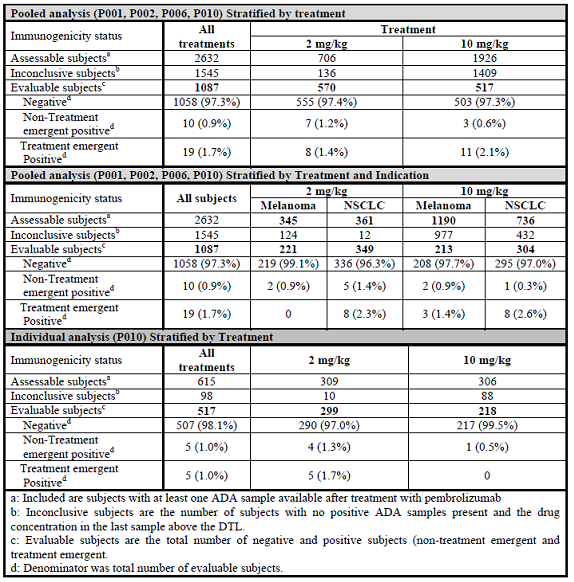 Pooled analysis (P001, P002, P006, P010) Stratified by treatment
Immunogenicity status All treatments Treatment
2 mg/kg 10 mg/kg
Assessable subjects^a 2632 706 1926
Inconclusive subjects^b 1545 136 1409
Evaluable subjects^c 1087 570 517
Negative^d 1058 (97.3%) 555 (97.4%) 503 (97.3%)
Non-Treatment emergent positive^d 10 (0.9%) 7 (1.2%) 3 (0.6%)
Treatment emergent Positive^d 19 (1.7%) 8 (1.4%) 11 (2.1%)
Pooled analysis (P001, P002, P006, P010) Stratified by Treatment and Indication
Immunogenicity status All subjects 2 mg/kg 10 mg/kg
Melanoma NSCLC Melanoma NSCLC
Assessable subjects^a 2632 345 361 1190 736
Inconclusive subjects^b 1545 124 12 977 432
Evaluable subjects^c 1087 221 349 213 304
Negative^d 1058 (97.3%) 219 (99.1%) 336 (96.3%) 208 (97.7%) 295 (97.0%)
Non-Treatment emergent positive^d 10 (0.9%) 2 (0.9%) 5 (1.4%) 2 (0.9%) 1 (0.3%)
Treatment emergent Positive^d 19 (1.7%) 0 8 (2.3%) 3 (1.4%) 8 (2.6%)
Individual analysis (P010) Stratified by Treatment
Immunogenicity status All treatments 2 mg/kg 10 mg/kg
Assessable subjects^a 615 309 306
Inconclusive subjects^b 98 10 88
Evaluable subjects^c 517 299 218
Negative^d 507 (98.1%) 290 (97.0%) 217 (99.5%)
Non-Treatment emergent positive^d 5 (1.0%) 4 (1.3%) 1 (0.5%)
Treatment emergent Positive^d 5 (1.0%) 5 (1.7%) 0
a: Included are subjects with at least one ADA sample available after treatment with pembrolizumab
b: Inconclusive subjects are the number of subjects with no positive ADA samples present and the drug
concentration in the last sample above the DTL.
c: Evaluable subjects are the total number of negative and positive subjects (non-treatment emergent and
treatment emergent.
d: Denominator was total number of evaluable subjects.